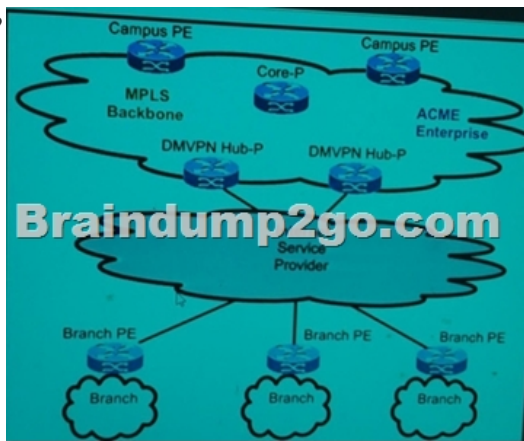 Campus PE
Campus PE
Core-P
MPLS
Backbone
ACME
Enterprise
DMVPN Hub-P
DMVPN Hub-P
Braindump2go.com
Service
Provider
Branch PE
Branch PE
Branch PE
Branch
Branch
Branch